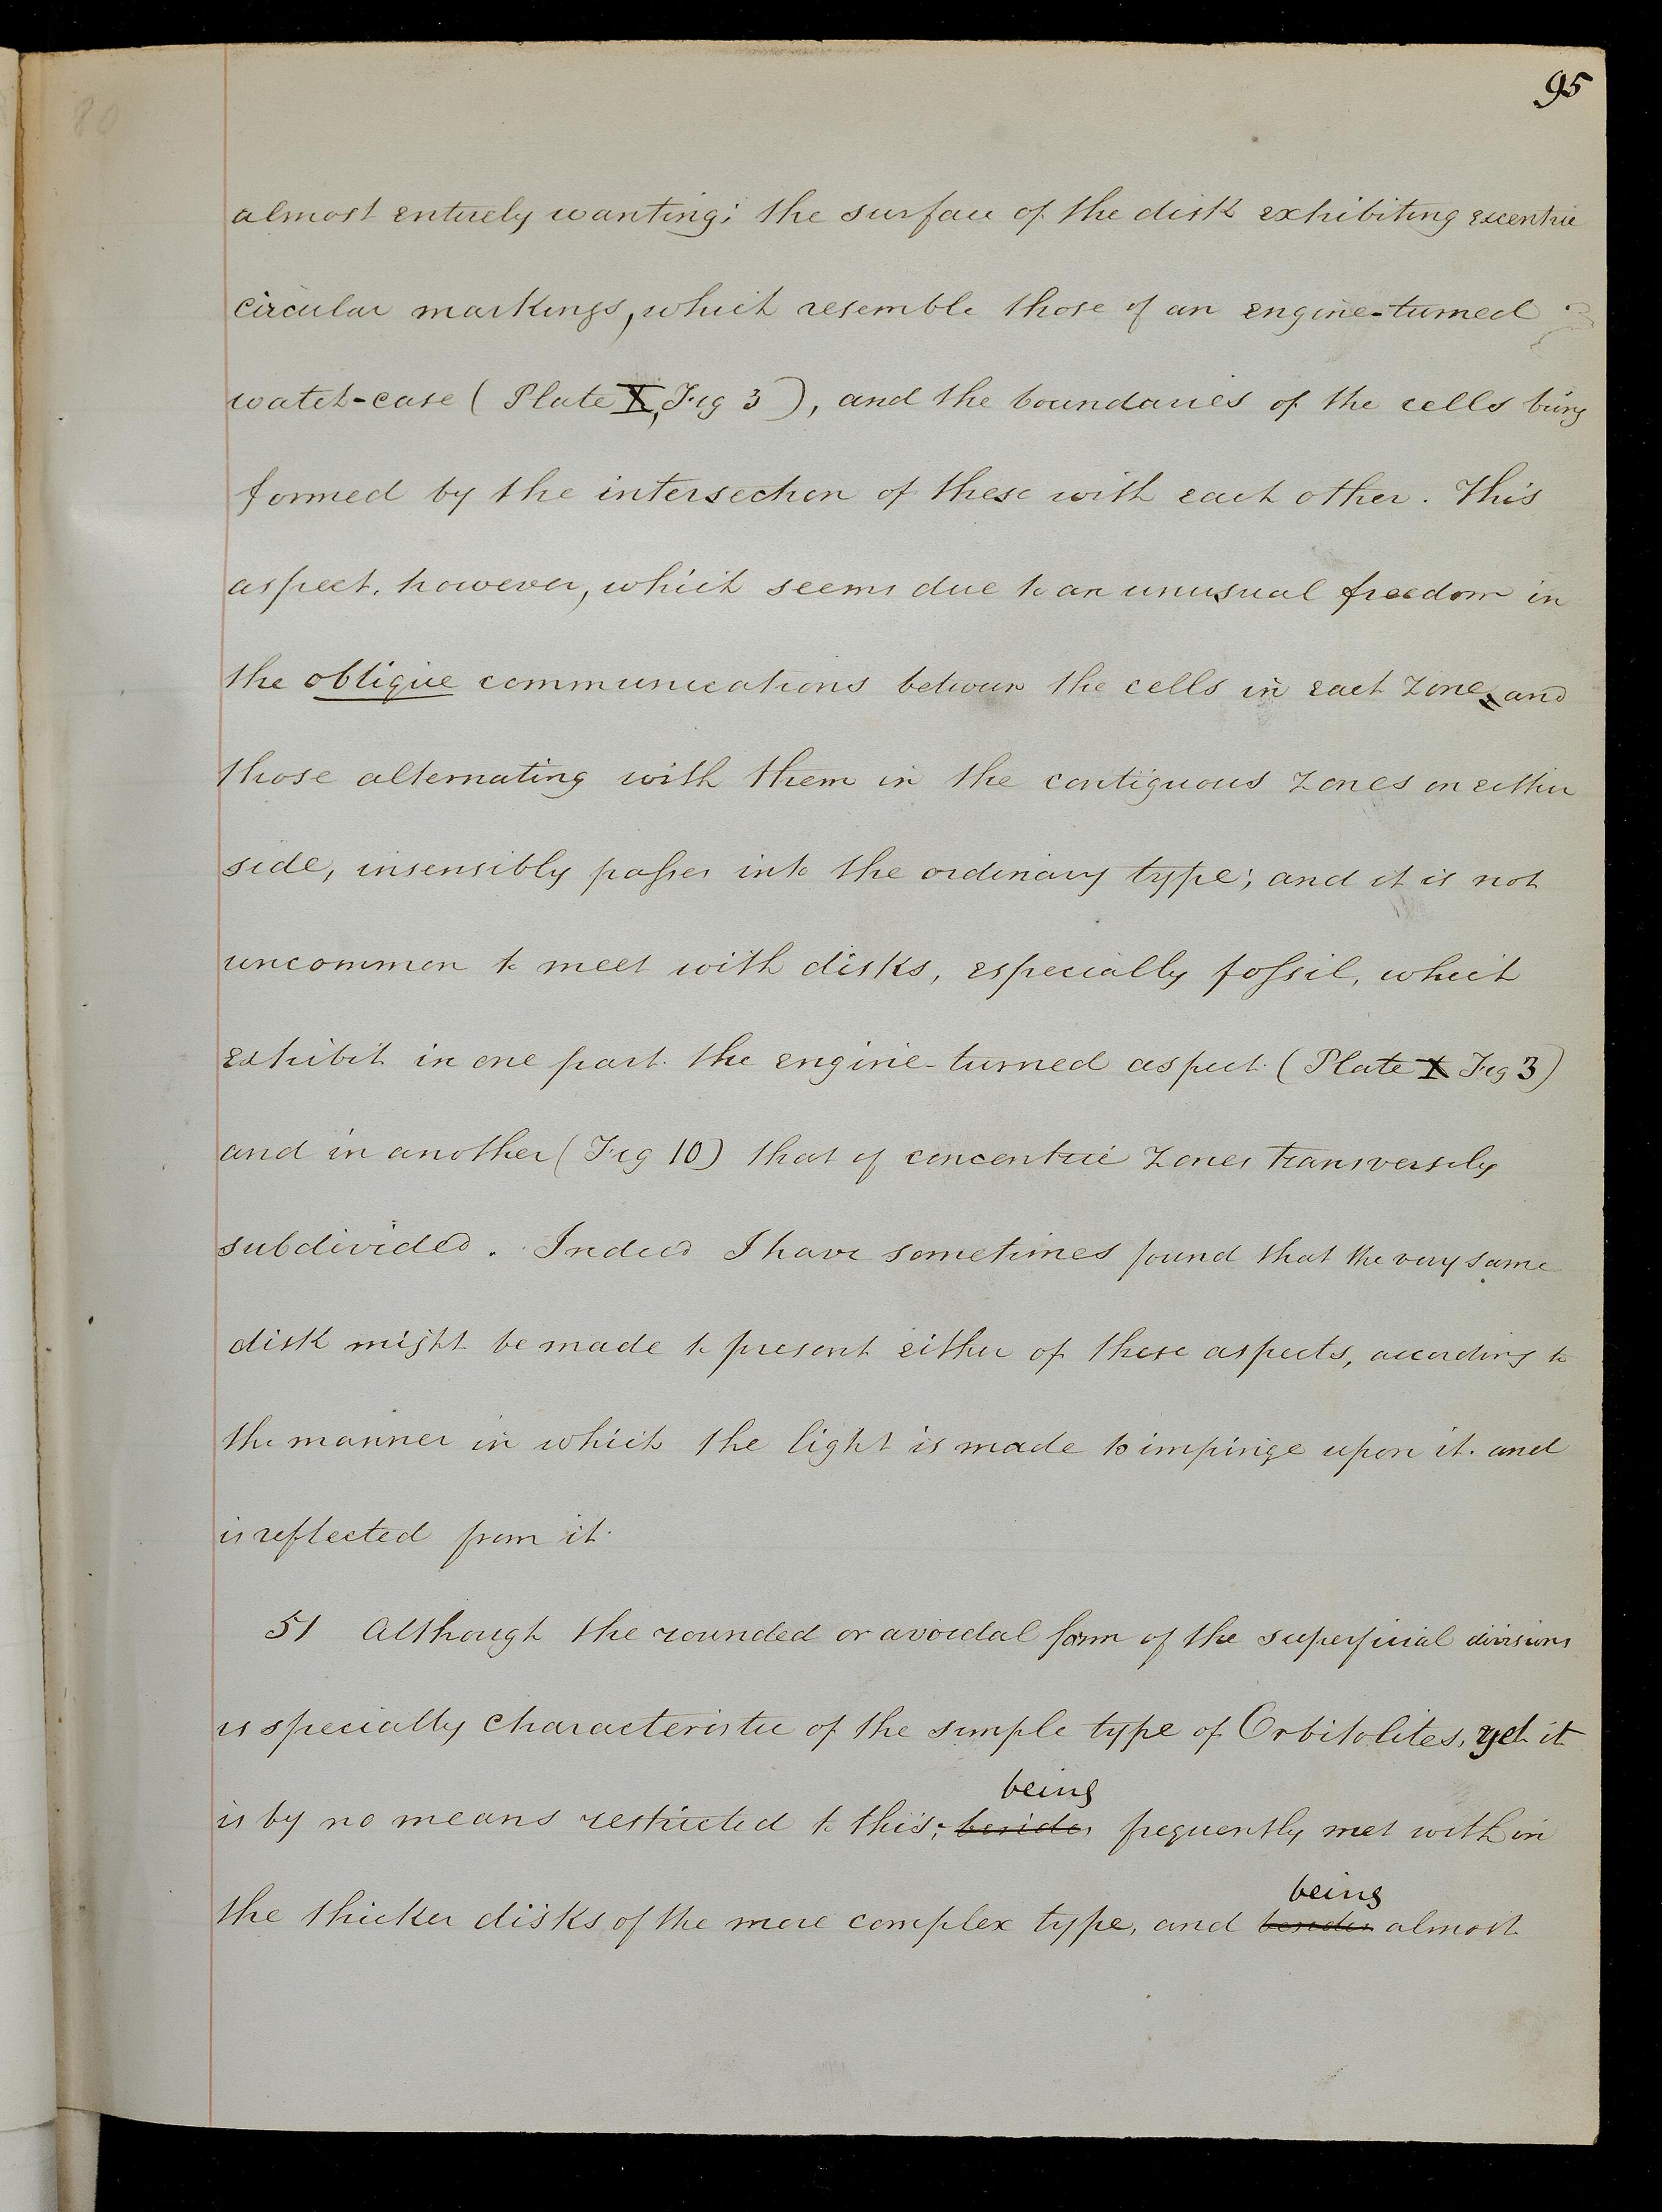 95
80
almost entirely wanting; the surface of the disk exhibiting excentric
circular markings, which resemble those of an engine-turned
watch-case (Plate X, Fig 3), and the boundaries of the cells being
formed by the intersection of these with each other. This
aspect, however, which seems due to an unusual freedom in
the oblique communications between the cells in each zone, and
those alternating with them in the contiguous zones on either
side, insensibly passes into the ordinary type; and it is not
uncommon to meet with disks, especially fossil, which
exhibit in one part the engine-turned aspect (Plate X Fig 3)
and in another (Fig 10) that of concentric zones transversely
subdivided. Indeed I have sometimes found that the very same
disk might be made to present either of these aspects, according to
the manner in which the light is made to impinge upon it. and
is reflected from it.
51 Although the rounded or avoidal form of the superficial divisions
is specially characteristic of the simple type of Orbitolites, yet it
being
is by no means restricted to this; besides frequently met with in
being
the thicker disks of the more complex type, and besides almost